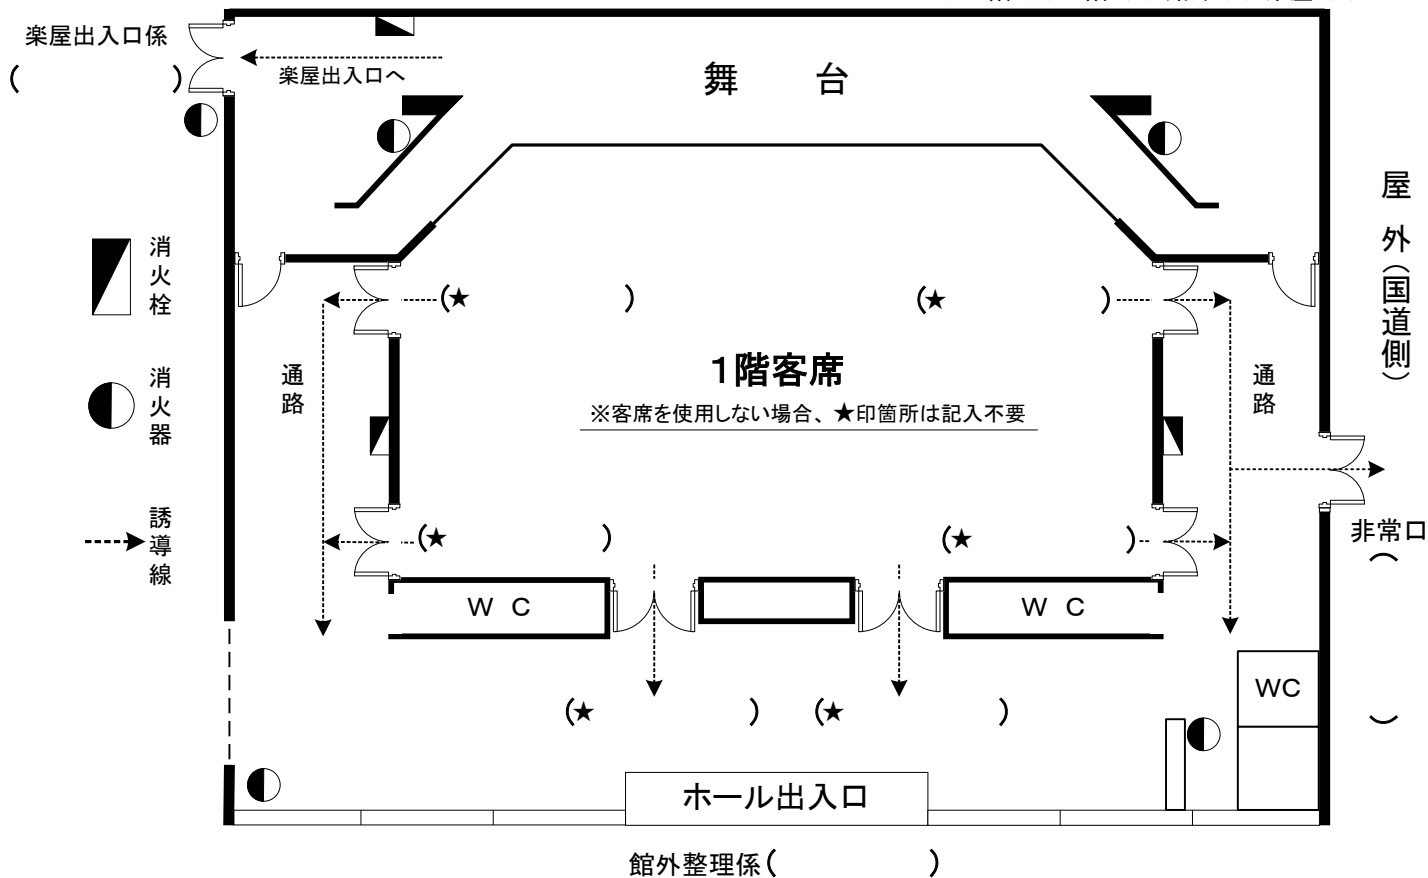 楽屋出入口係
(　　　　)
楽屋出入口へ
舞　台
屋外(国道側)
消火栓
(★　　　　)
(★　　　　)
通路
1階客席
※客席を使用しない場合、★印箇所は記入不要
通路
消火器
誘導線
(★　　　　)
(★　　　　)
非常口
(　　　　)
W C
W C
WC
(★　　　　)
(★　　　　)
ホール出入口
館外整理係(　　　　)